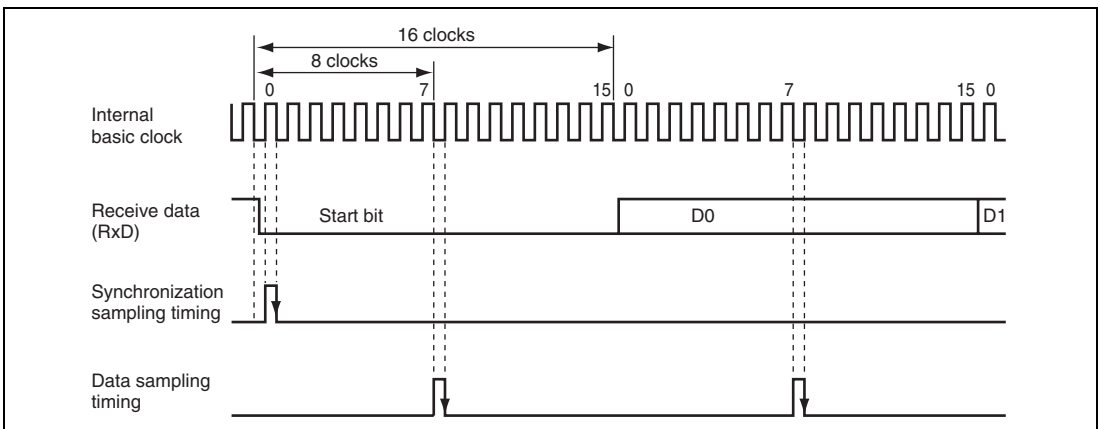 16 clocks
8 clocks
0 7 15 0 7 15 0
Internal
basic clock
Receive data
(RxD)
Start bit D0 D1
Synchronization
sampling timing
Data sampling
timing